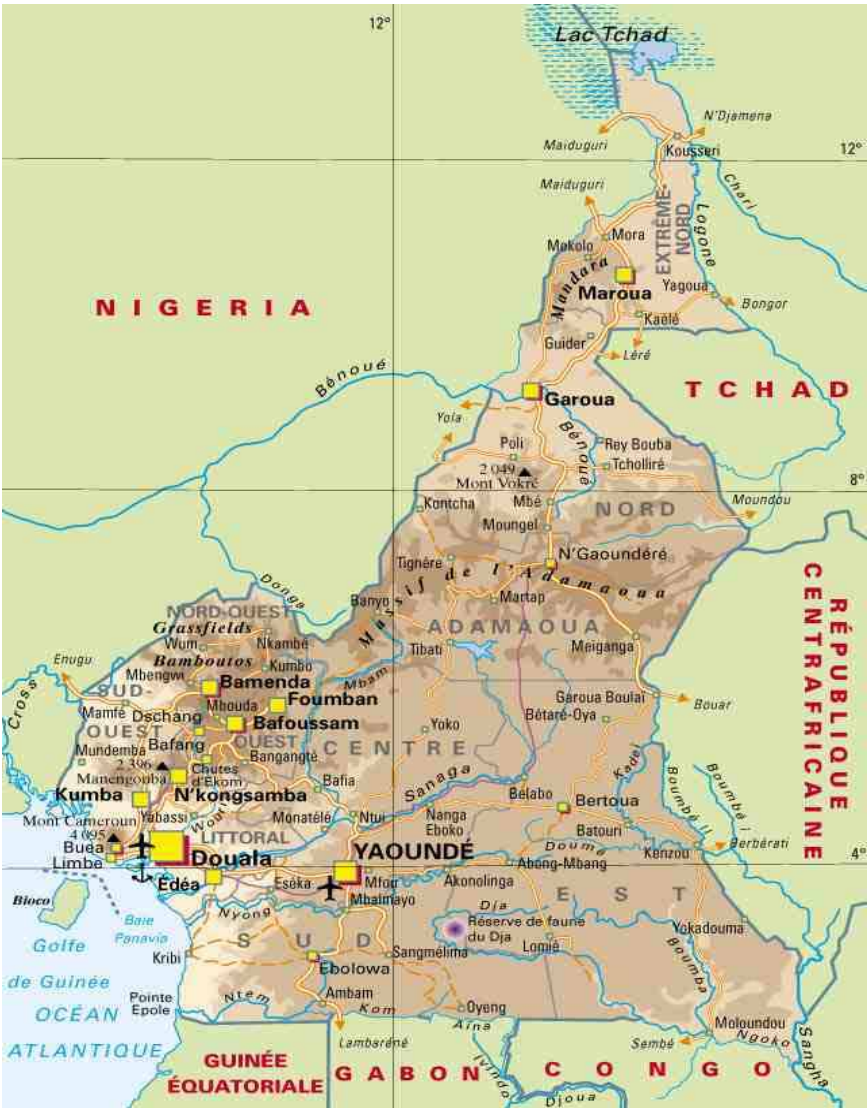 12°
Lac Tchad
N'Djamena
Maiduguri
Kousseri
12°
Maiduguri
Chari
Logone
EXTRÊME-
NORD
Mora
Mokolo
Mandara
Maroua
Yagoua
Bongor
Kaélé
NIGERIA
Guider
Léré
TCHAD
Bénoué
Garoua
Yola
Bénoué
Poli
Rey Bouba
Tcholliré
2 049
Mont Vokré
8°
Kontcha
Mbé
NORD
Moundou
Moungel
Tignère
N'Gaoundéré
Massif de l'Adamaoua
Donga
Banyo
Martap
NORD-OUEST
Grassfields
Wum
Nkambé
ADAMAOUA
Tibati
Meiganga
RÉPUBLIQUE
CENTRAFRICAINE
Enugu
Bamboutos
Kumbo
Mbengwi
Mbam
Cross
SUD-
OUEST
Bamenda
Foumban
Garoua Boulai
Bouar
Mamfé
Dschang
Mbouda
Bafoussam
Bétaré-Oya
Mundemba
Bafang
OUEST
Yoko
CENTRE
2 396
Manengouba
Chutes
d'Ekom
Bangangté
Kadeï
Boumbé II
Boumbé I
Kumba
N'kongsamba
Bafia
Sanaga
Belabo
Bertoua
Mont Cameroun
4 095
Yabassi
Wouri
Monatélé
Ntui
Nanga
Eboko
Batouri
LITTORAL
Buea
Limbe
Douala
YAOUNDÉ
Doumé
Kenzou
Berbérati
4°
Abong-Mbang
Edéa
Eséka
Mfou
Akonolinga
EST
Bioco
Mbalmayo
Dja
Baie
Panavia
Nyong
Réserve de faune
du Dja
Yokadouma
Golfe
de Guinée
Kribi
SUD
Sangmélima
Lomié
Boumba
Ebolowa
Pointe
Epole
Ntem
Ambam
Kom
Oyeng
OCÉAN
ATLANTIQUE
Aïna
Moloundou
Ngoko
Sangha
Lambaréné
Sembé
GUINÉE
ÉQUATORIALE
GABON
Ivindo
CONGO
Djoua